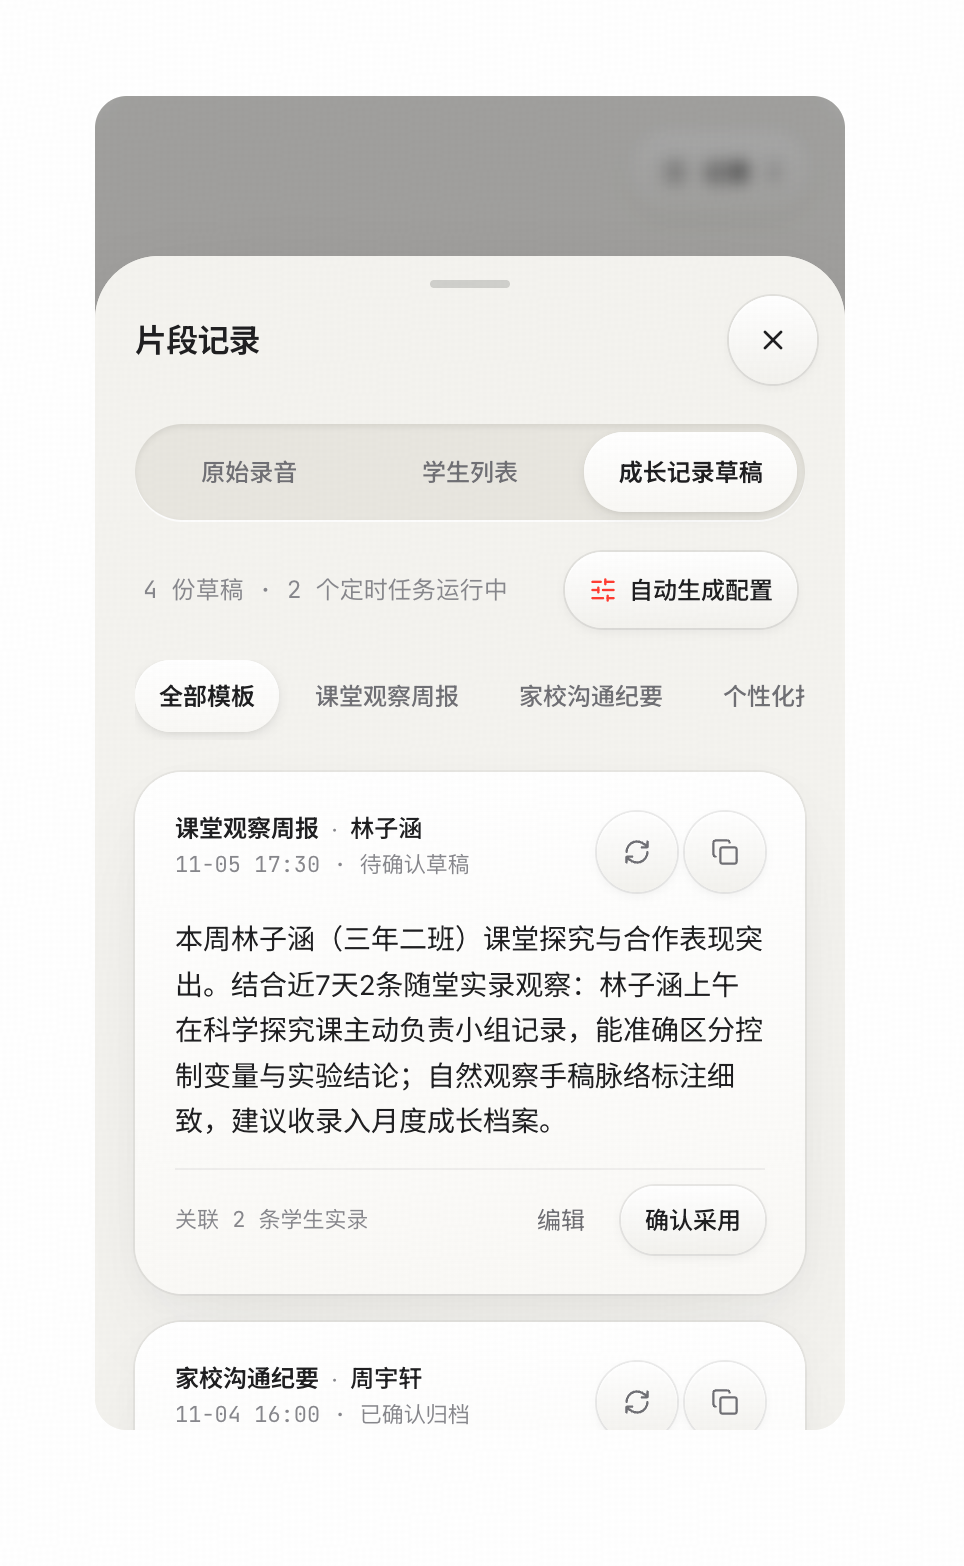 片段记录
原始录音
学生列表
成长记录草稿
4 份草稿 · 2 个定时任务运行中
自动生成配置
全部模板
课堂观察周报
家校沟通纪要
个性化
课堂观察周报 · 林子涵
11-05 17:30 · 待确认草稿
本周林子涵（三年二班）课堂探究与合作表现突
出。结合近7天2条随堂实录观察：林子涵上午
在科学探究课主动负责小组记录，能准确区分控
制变量与实验结论；自然观察手稿脉络标注细
致，建议收录入月度成长档案。
关联 2 条学生实录
编辑
确认采用
家校沟通纪要 · 周宇轩
11-04 16:00 · 已确认归档